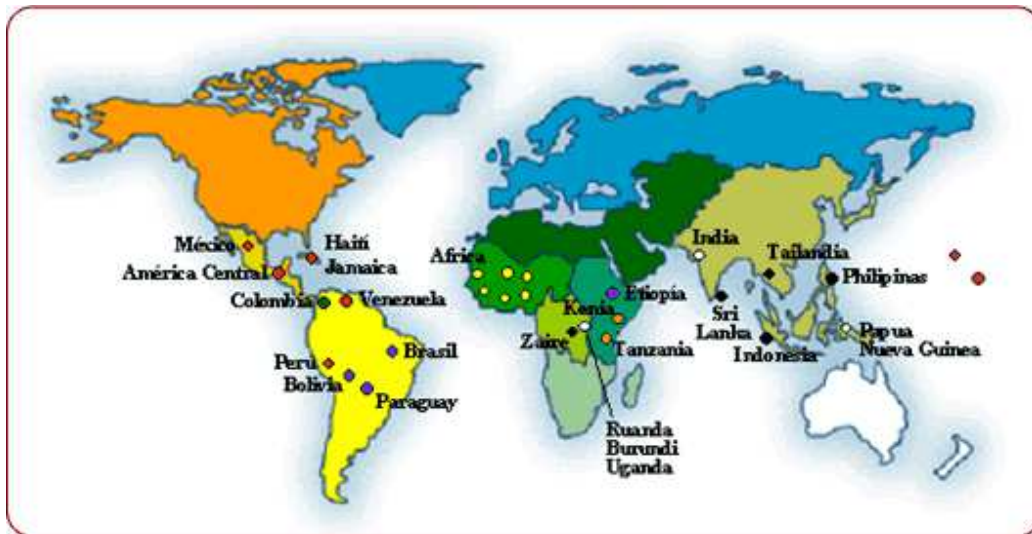 México
América Central
Colombia
Haití
Jamaica
Venezuela
Perú
Bolivia
Brasil
Paraguay
Africa
Etiopía
Kenia
Zaire
Tanzania
Ruanda
Burundi
Uganda
India
Tailandia
Philipinas
Sri
Lanka
Indonesia
Papua
Nueva Guinea